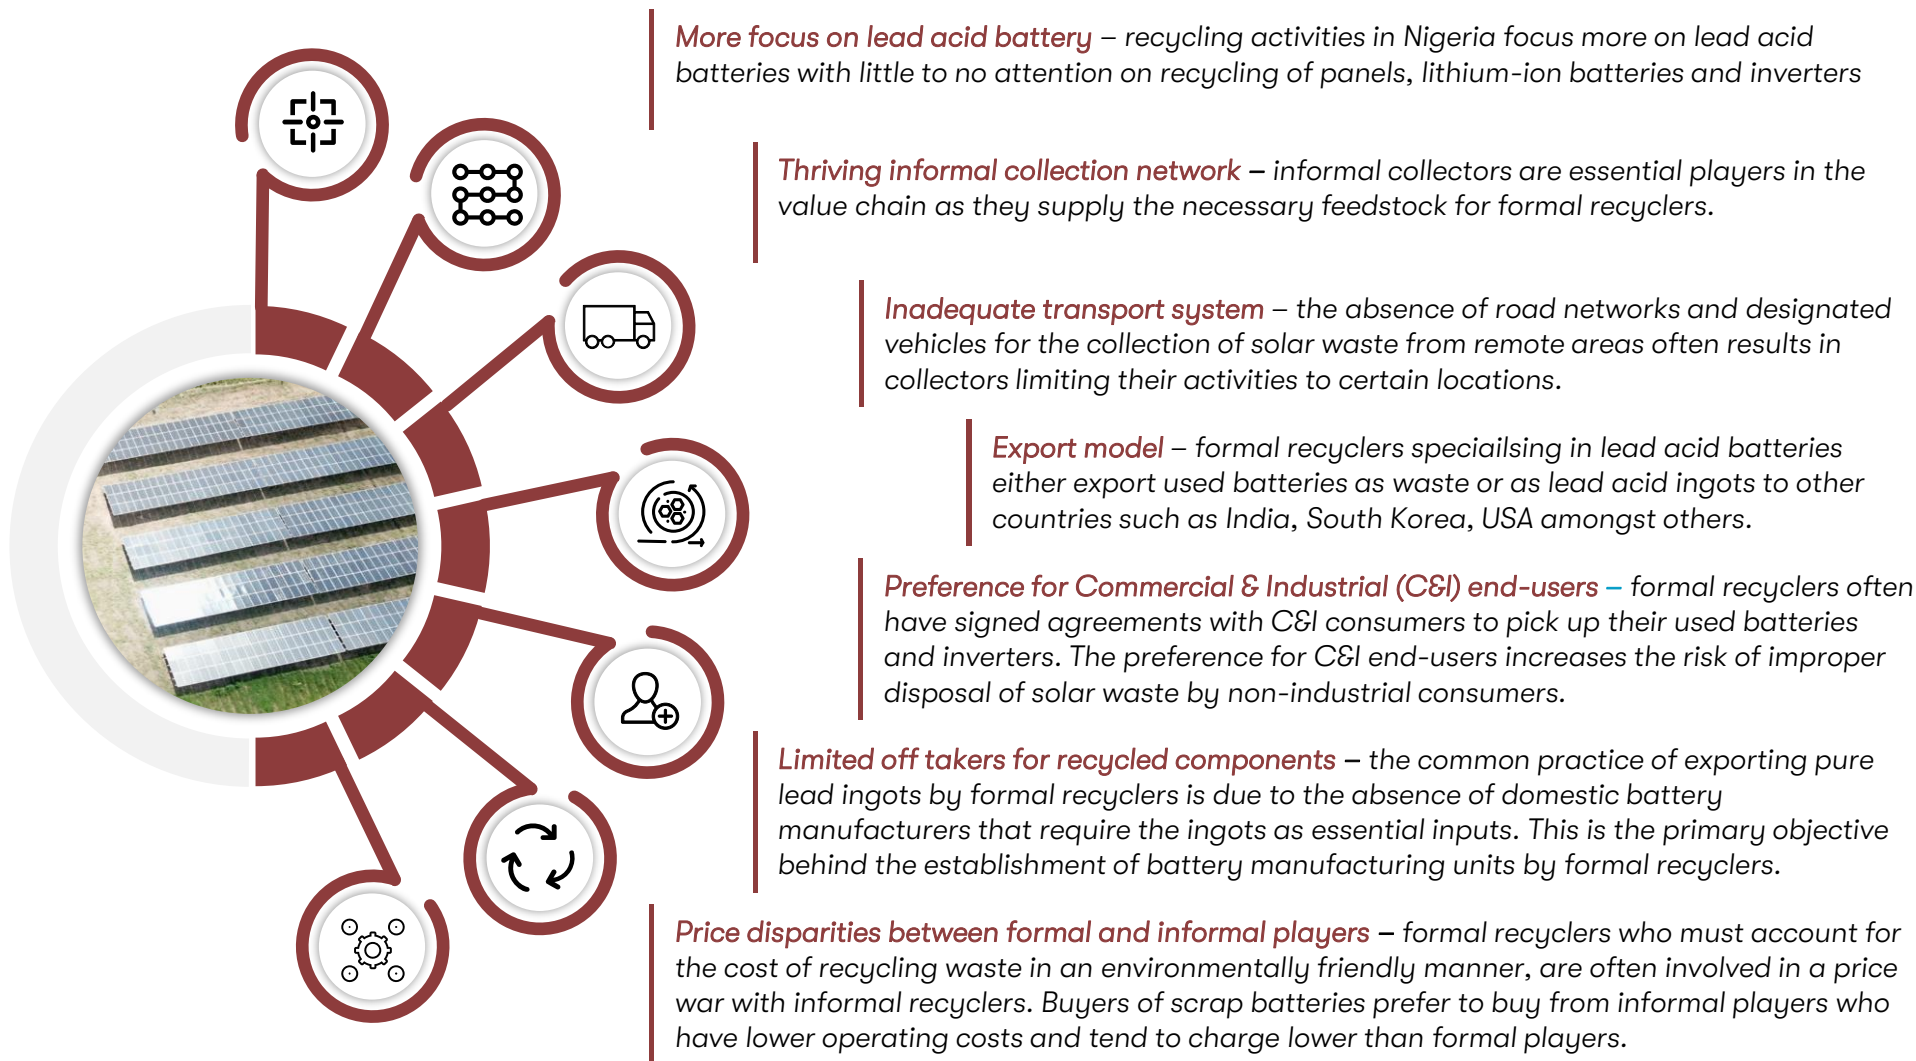 More focus on lead acid battery – recycling activities in Nigeria focus more on lead acid
batteries with little to no attention on recycling of panels, lithium-ion batteries and inverters
Thriving informal collection network – informal collectors are essential players in the
value chain as they supply the necessary feedstock for formal recyclers.
Inadequate transport system – the absence of road networks and designated
vehicles for the collection of solar waste from remote areas often results in
collectors limiting their activities to certain locations.
Export model – formal recyclers speciailsing in lead acid batteries
either export used batteries as waste or as lead acid ingots to other
countries such as India, South Korea, USA amongst others.
Preference for Commercial & Industrial (C&I) end-users – formal recyclers often
have signed agreements with C&I consumers to pick up their used batteries
and inverters. The preference for C&I end-users increases the risk of improper
disposal of solar waste by non-industrial consumers.
Limited off takers for recycled components – the common practice of exporting pure
lead ingots by formal recyclers is due to the absence of domestic battery
manufacturers that require the ingots as essential inputs. This is the primary objective
behind the establishment of battery manufacturing units by formal recyclers.
Price disparities between formal and informal players – formal recyclers who must account for
the cost of recycling waste in an environmentally friendly manner, are often involved in a price
war with informal recyclers. Buyers of scrap batteries prefer to buy from informal players who
have lower operating costs and tend to charge lower than formal players.